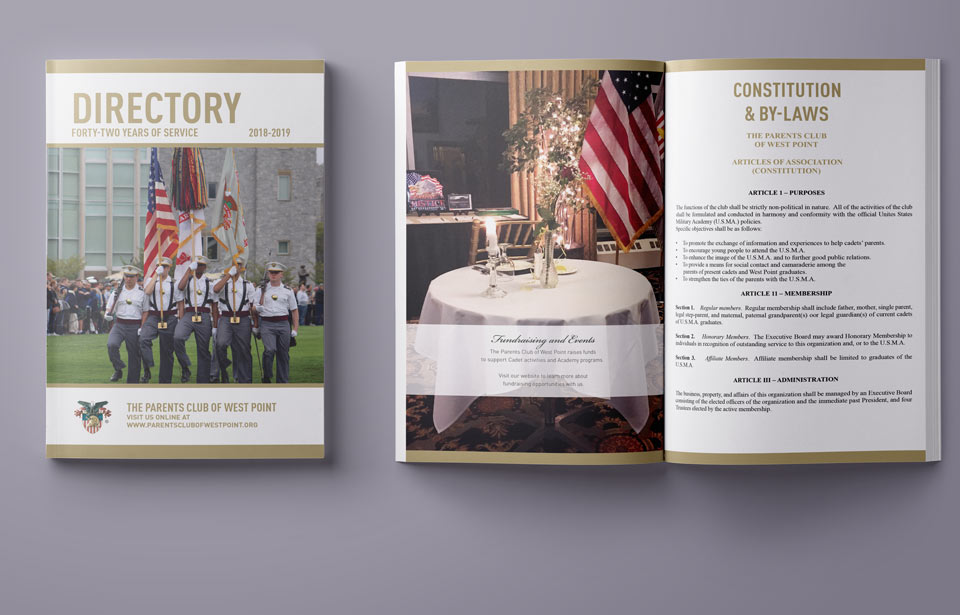 DIRECTORY
FORTY-TWO YEARS OF SERVICE 2018-2019
THE PARENTS CLUB OF WEST POINT
VISIT US ONLINE AT
WWW.PARENTSCLUBOFWESTPOINT.ORG
Fundraising and Events
The Parents Club of West Point raises funds
to support Cadet activities and Academy programs.
Visit our website to learn more about
fundraising opportunities with us.
CONSTITUTION
& BY-LAWS
THE PARENTS CLUB
OF WEST POINT
ARTICLES OF ASSOCIATION
(CONSTITUTION)
ARTICLE 1 – PURPOSES
The functions of the club shall be strictly non-political in nature. All of the activities of the club
shall be formulated and conducted in harmony and conformity with the official Unites States
Military Academy (U.S.MA.) policies.
Specific objectives shall be as follows:
• To promote the exchange of information and experiences to help cadets' parents.
• To encourage young people to attend the U.S.M.A.
• To enhance the image of the U.S.M.A. and to further good public relations.
• To provide a means for social contact and camaraderie among the
parents of present cadets and West Point graduates.
• To strengthen the ties of the parents with the U.S.M.A.
ARTICLE 11 – MEMBERSHIP
Section 1. Regular members. Regular membership shall include father, mother, single parent,
legal step-parent, and maternal, paternal grandparent(s) oor legal guardian(s) of current cadets
of U.S.M.A. graduates.
Section 2. Honorary Members. The Executive Board may award Honorary Membership to
individuals in recognition of outstanding service to this organization and, or to the U.S.M.A.
Section 3. Affiliate Members. Affiliate membership shall be limited to graduates of the
U.S.M.A.
ARTICLE III – ADMINISTRATION
The business, property, and affairs of this organization shall be managed by an Executive Board
consisting of the elected officers of the organization and the immediate past President, and four
Trustees elected by the active membership.